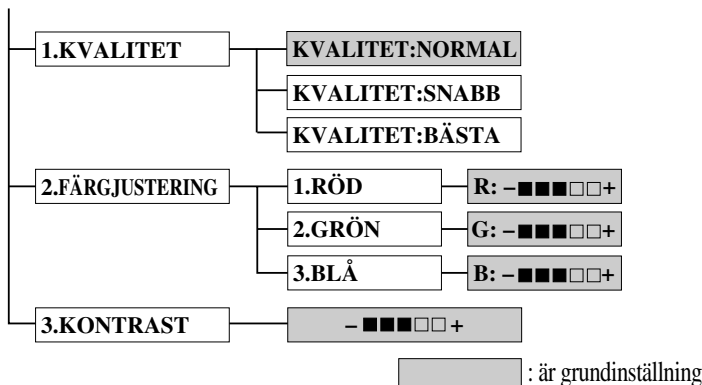 1.KVALITET KVALITET:NORMAL
KVALITET:SNABB
KVALITET:BÄSTA
2.FÄRGJUSTERING 1.RÖD R: –■■■□□+
2.GRÖN G: –■■■□□+
3.BLÅ B: –■■■□□+
3.KONTRAST –■■■□□+
: är grundinställning